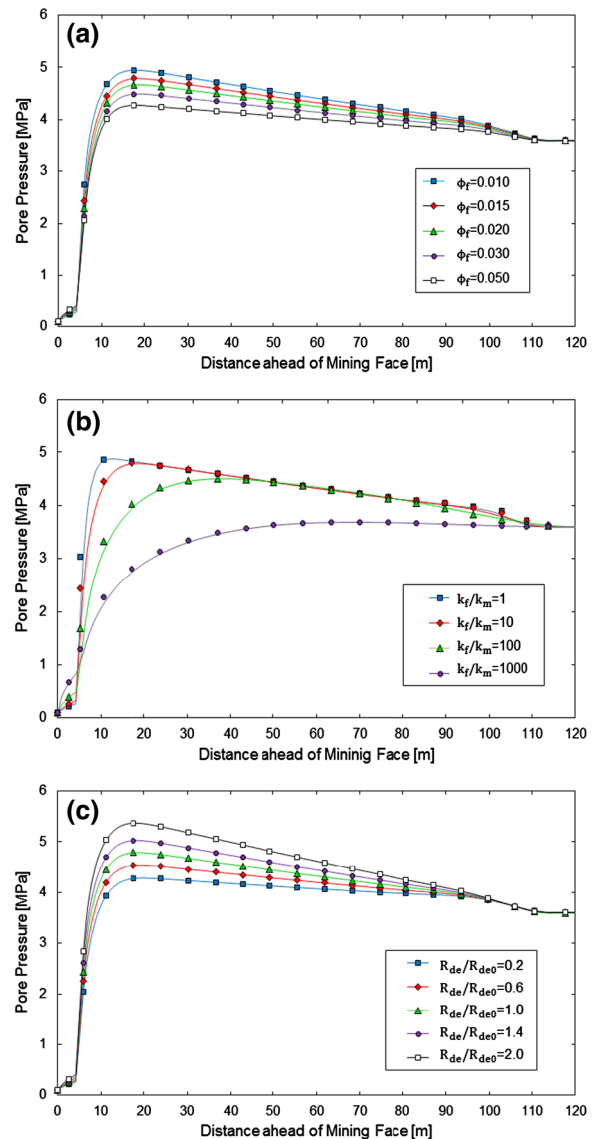 (a)
6
5
4
3
2
1
0
Pore Pressure [MPa]
ϕf=0.010
ϕf=0.015
ϕf=0.020
ϕf=0.030
ϕf=0.050
0 10 20 30 40 50 60 70 80 90 100 110 120
Distance ahead of Mining Face [m]
(b)
6
5
4
3
2
1
0
Pore Pressure [MPa]
kf/km=1
kf/km=10
kf/km=100
kf/km=1000
0 10 20 30 40 50 60 70 80 90 100 110 120
Distance ahead of Mininig Face [m]
(c)
6
5
4
3
2
1
0
Pore Pressure [MPa]
Rde/Rde0=0.2
Rde/Rde0=0.6
Rde/Rde0=1.0
Rde/Rde0=1.4
Rde/Rde0=2.0
0 10 20 30 40 50 60 70 80 90 100 110 120
Distance ahead of Mining Face [m]